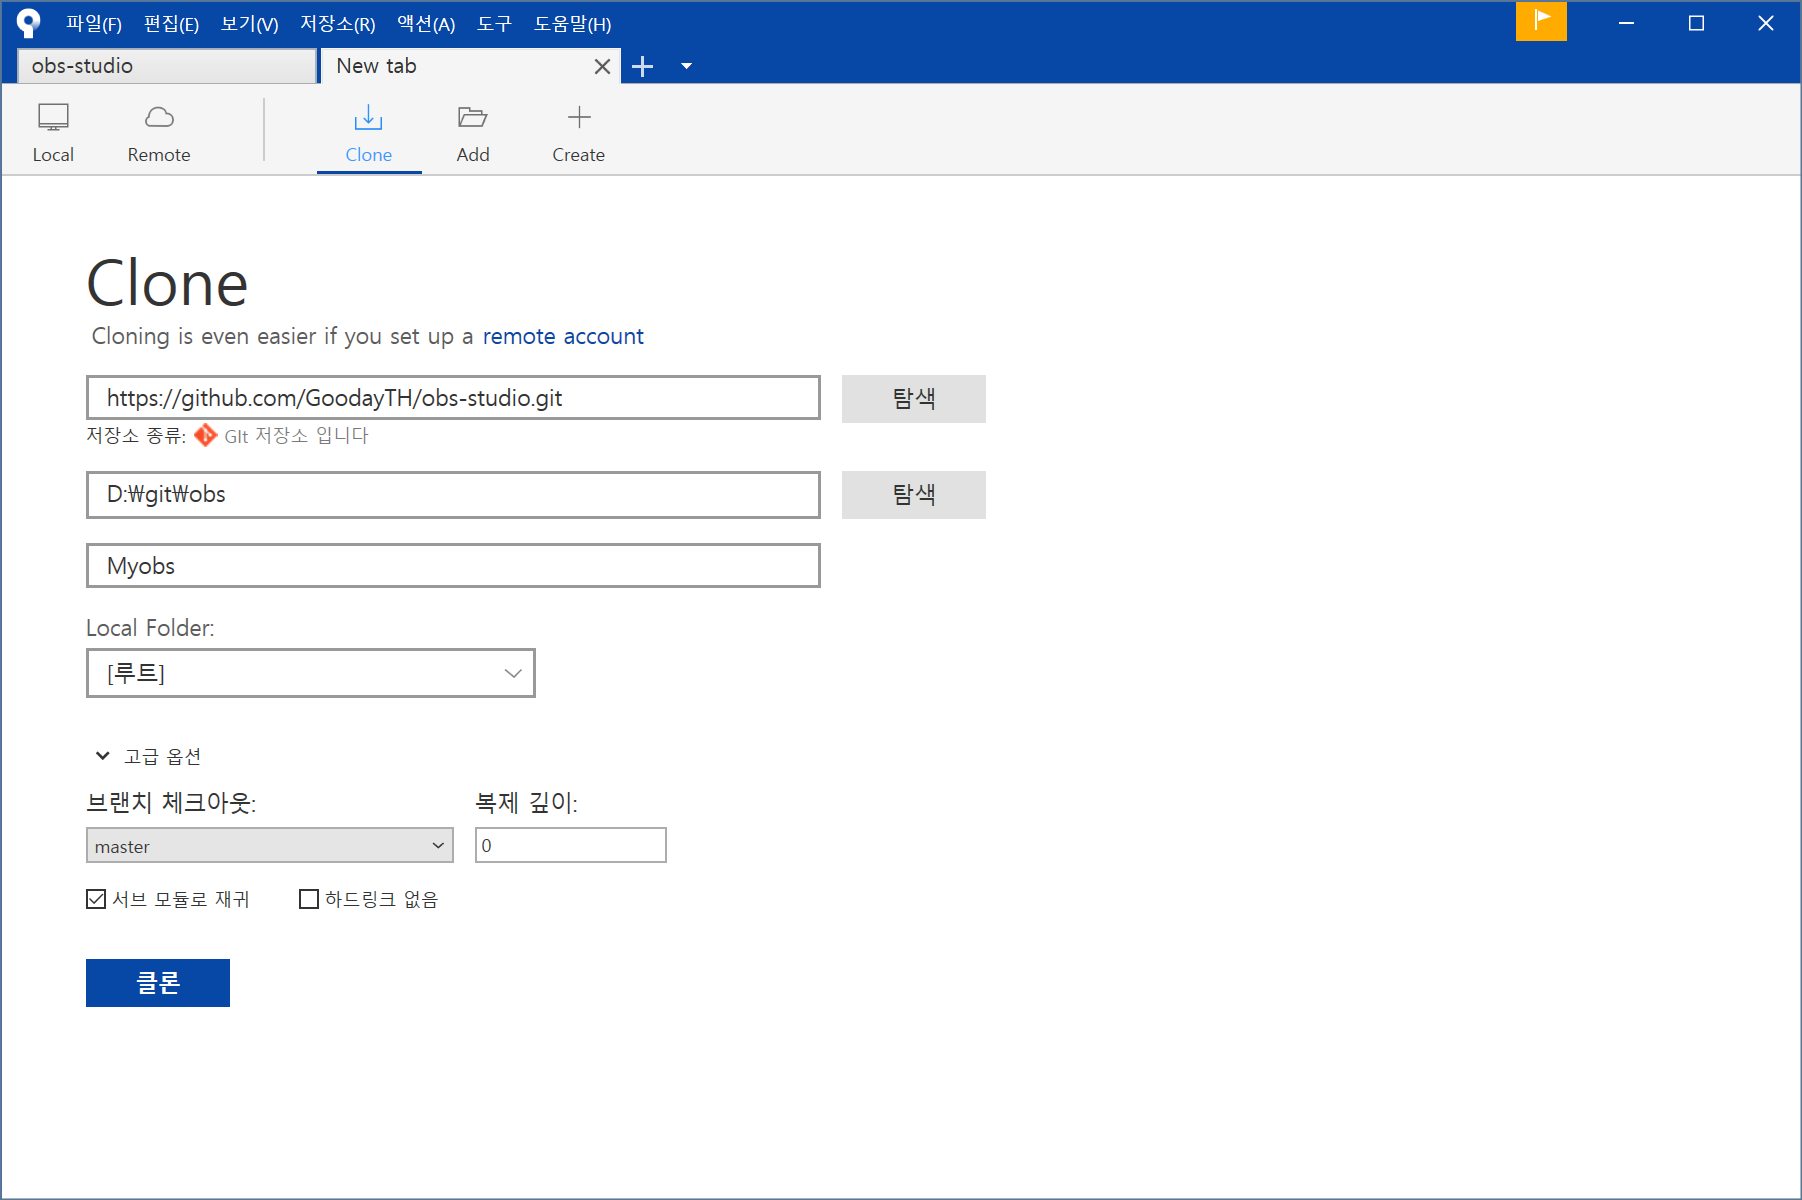 파일(F) 편집(E) 보기(V) 저장소(R) 액션(A) 도구 도움말(H)
obs-studio New tab
Local Remote Clone Add Create
Clone
Cloning is even easier if you set up a remote account
https://github.com/GoodayTH/obs-studio.git 탐색
저장소 종류: GIt 저장소 입니다
D:₩git₩obs 탐색
Myobs
Local Folder:
[루트]
고급 옵션
브랜치 체크아웃: 복제 깊이:
master 0
서브 모듈로 재귀 하드링크 없음
클론